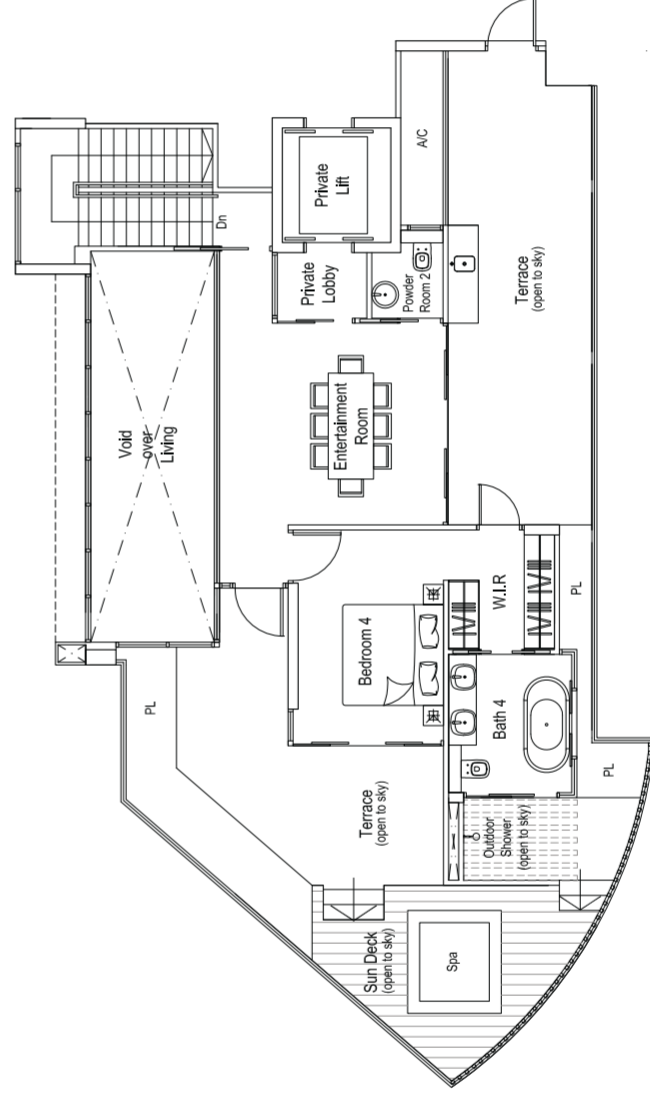 Dn
Private
Lift
A/C
Private
Lobby
Powder
Room 2
Terrace
(open to sky)
Void
over
Living
Entertainment
Room
Bedroom 4
W.I.R
PL
Bath 4
PL
PL
Terrace
(open to sky)
Outdoor
Shower
(open to sky)
Sun Deck
(open to sky)
Spa